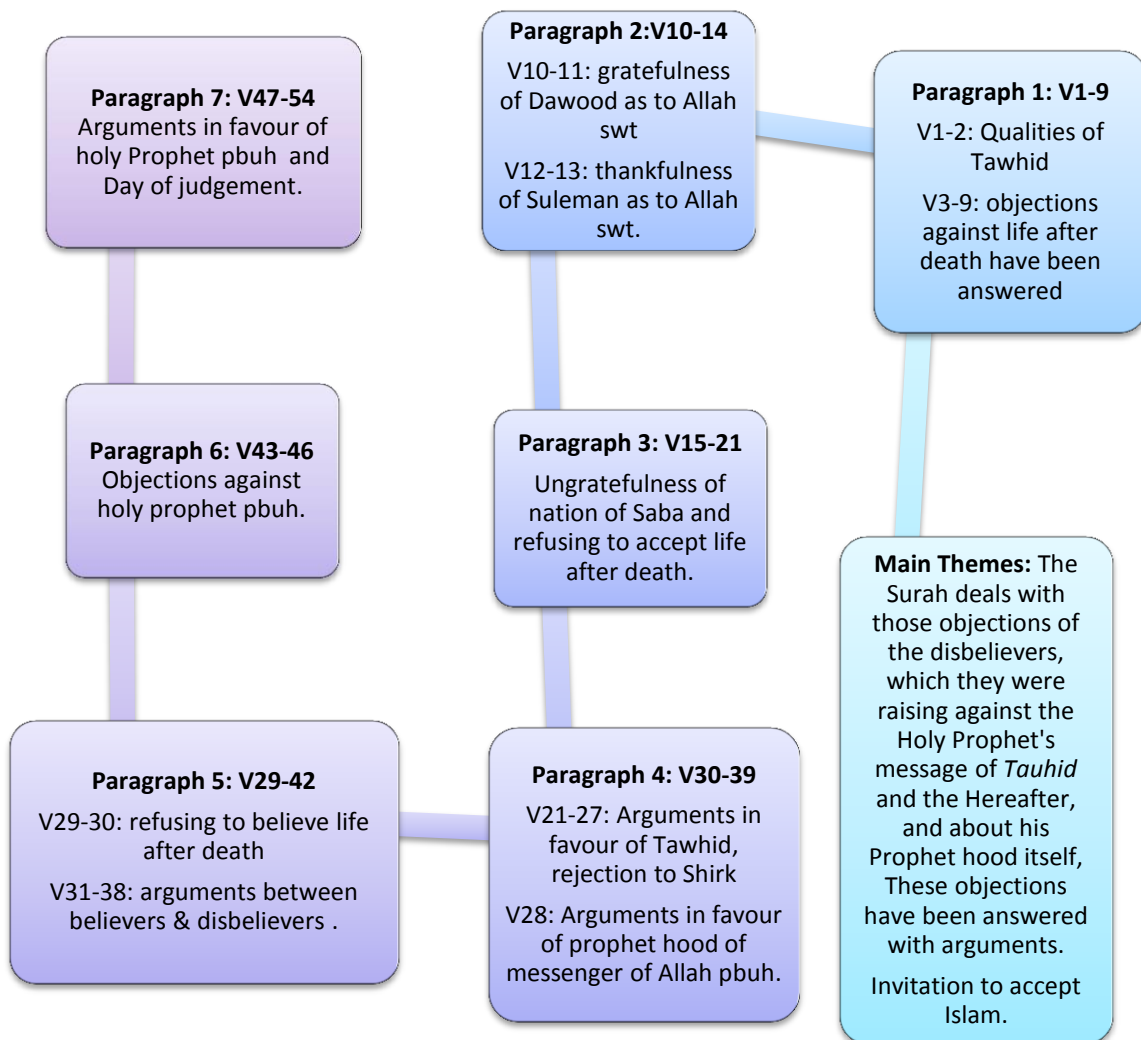 Main Themes: The
Surah deals with
those objections of
the disbelievers,
which they were
raising against the
Holy Prophet's
message of Tauhid
and the Hereafter,
and about his
Prophet hood itself,
These objections
have been answered
with arguments.
Invitation to accept
Islam.
Paragraph 1: V1-9
V1-2: Qualities of
Tawhid
V3-9: objections
against life after
death have been
answered
Paragraph 2:V10-14
V10-11: gratefulness
of Dawood as to Allah
swt
V12-13: thankfulness
of Suleman as to Allah
swt.
Paragraph 3: V15-21
Ungratefulness of
nation of Saba and
refusing to accept life
after death.
Paragraph 4: V30-39
V21-27: Arguments in
favour of Tawhid,
rejection to Shirk
V28: Arguments in favour
of prophet hood of
messenger of Allah pbuh.
Paragraph 5: V29-42
V29-30: refusing to believe life
after death
V31-38: arguments between
believers & disbelievers .
Paragraph 6: V43-46
Objections against
holy prophet pbuh.
Paragraph 7: V47-54
Arguments in favour of
holy Prophet pbuh and
Day of judgement.